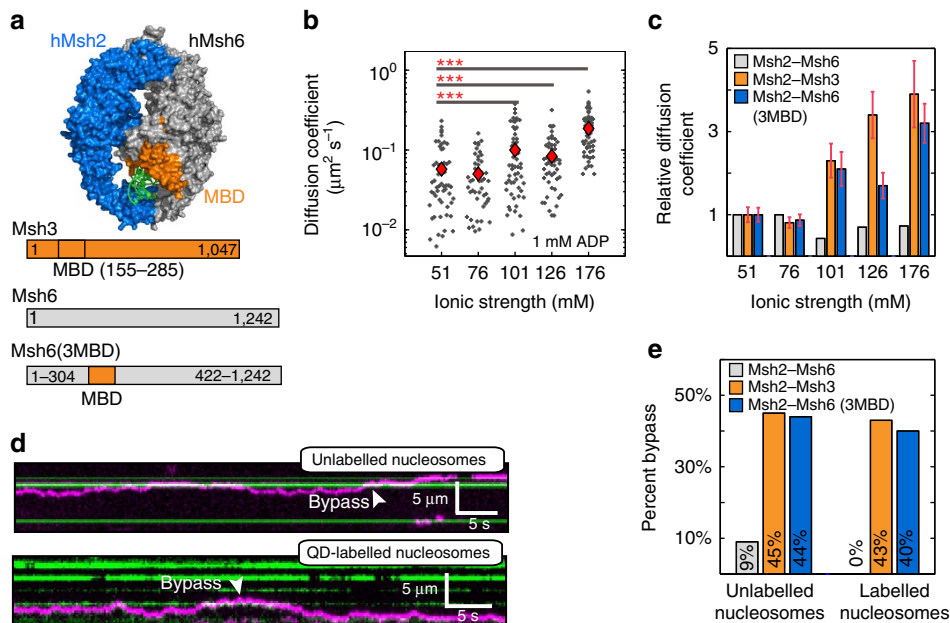 a
hMsh2
hMsh6
MBD
Msh3
1
1,047
MBD (155–285)
Msh6
1
1,242
Msh6(3MBD)
1–304
422–1,242
MBD
b
Diffusion coefficient
(μm² s⁻¹)
10⁰
10⁻¹
10⁻²
***
***
***
1 mM ADP
51 76 101 126 176
Ionic strength (mM)
c
Relative diffusion
coefficient
5
3
1
Msh2–Msh6
Msh2–Msh3
Msh2–Msh6
(3MBD)
51 76 101 126 176
Ionic strength (mM)
d
Unlabelled nucleosomes
Bypass
5 μm
5 s
QD-labelled nucleosomes
Bypass
5 μm
5 s
e
Percent bypass
50%
30%
10%
Msh2–Msh6
Msh2–Msh3
Msh2–Msh6 (3MBD)
9%
45%
44%
0%
43%
40%
Unlabelled
nucleosomes
Labelled
nucleosomes